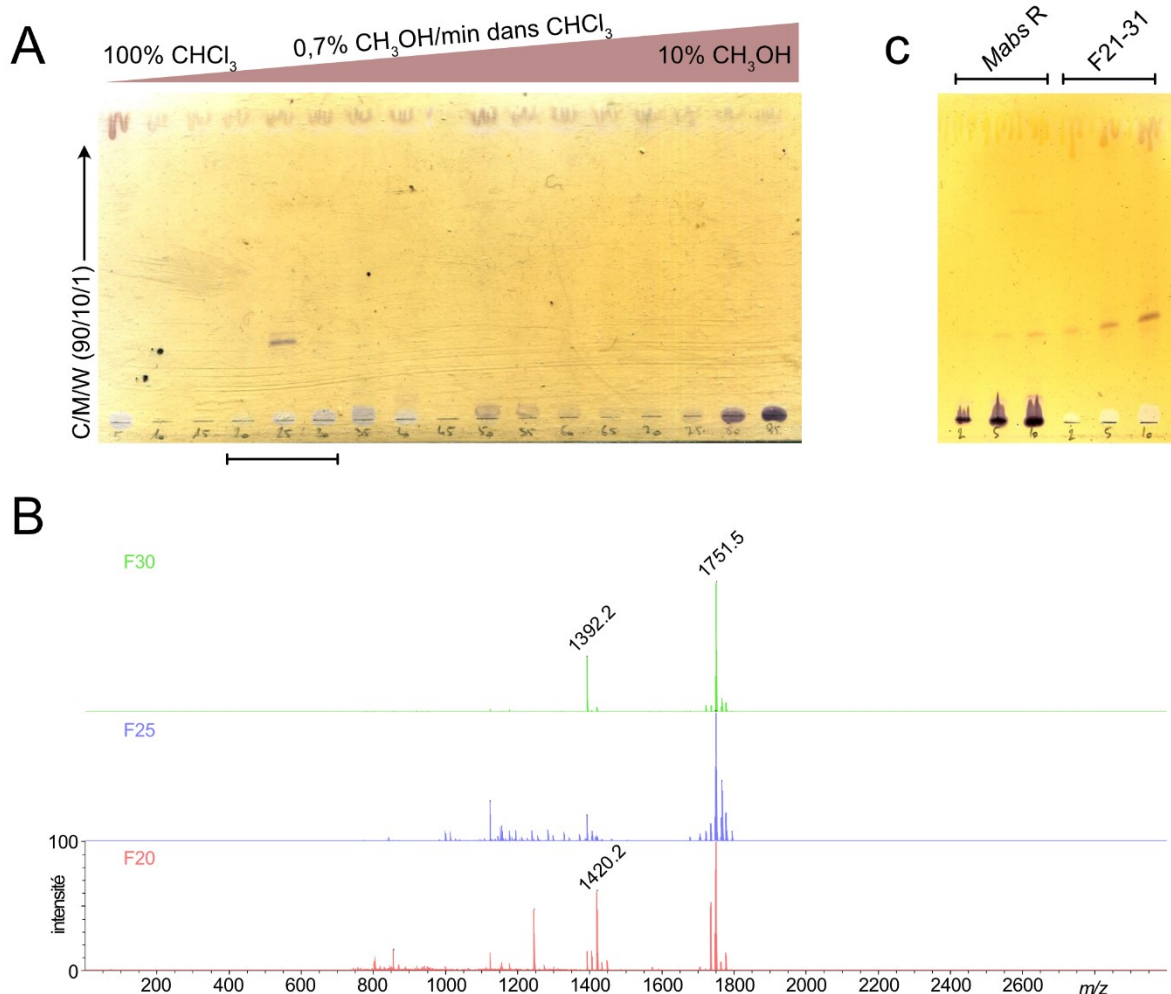 A
100% CHCl₃
0,7% CH₃OH/min dans CHCl₃
10% CH₃OH
C/M/W (90/10/1)
5 10 15 20 25 30 35 40 45 50 55 60 65 70 75 80 85
c
Mabs R
F21-31
2 5 10 2 5 10
B
F30
1392.2
1751.5
F25
F20
1420.2
100
intensité
0
200 400 600 800 1000 1200 1400 1600 1800 2000 2200 2400 2600 m/z